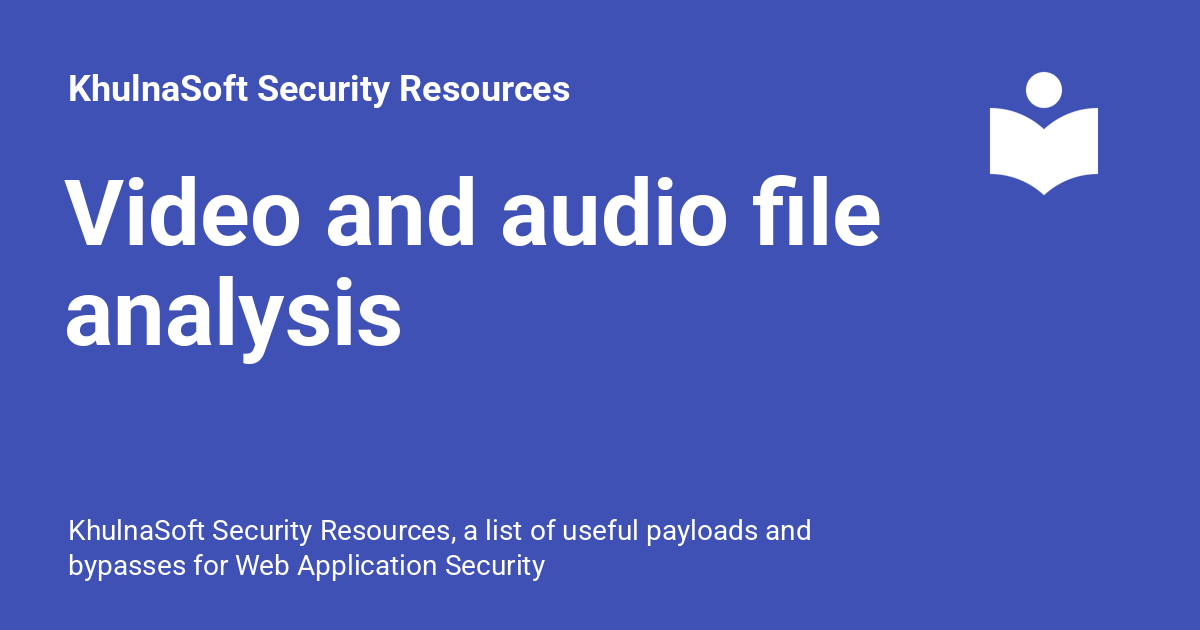 KhulnaSoft Security Resources
Video and audio file
analysis
KhulnaSoft Security Resources, a list of useful payloads and
bypasses for Web Application Security